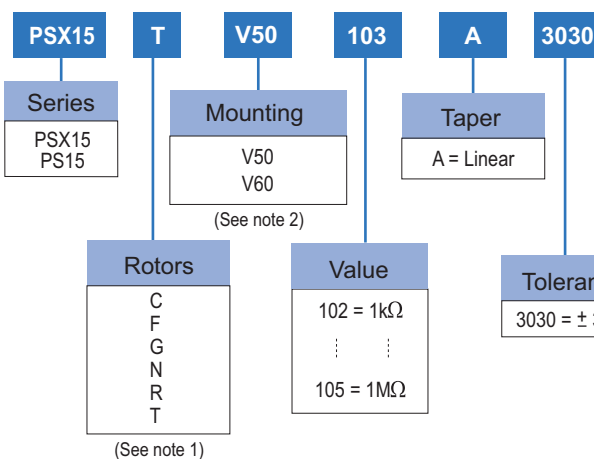 PSX15 T V50 103 A 3030
Series
PSX15
PS15
Mounting
V50
V60
(See note 2)
Taper
A = Linear
Rotors
C
F
G
N
R
T
(See note 1)
Value
102 = 1kΩ
105 = 1MΩ
3030 = ±